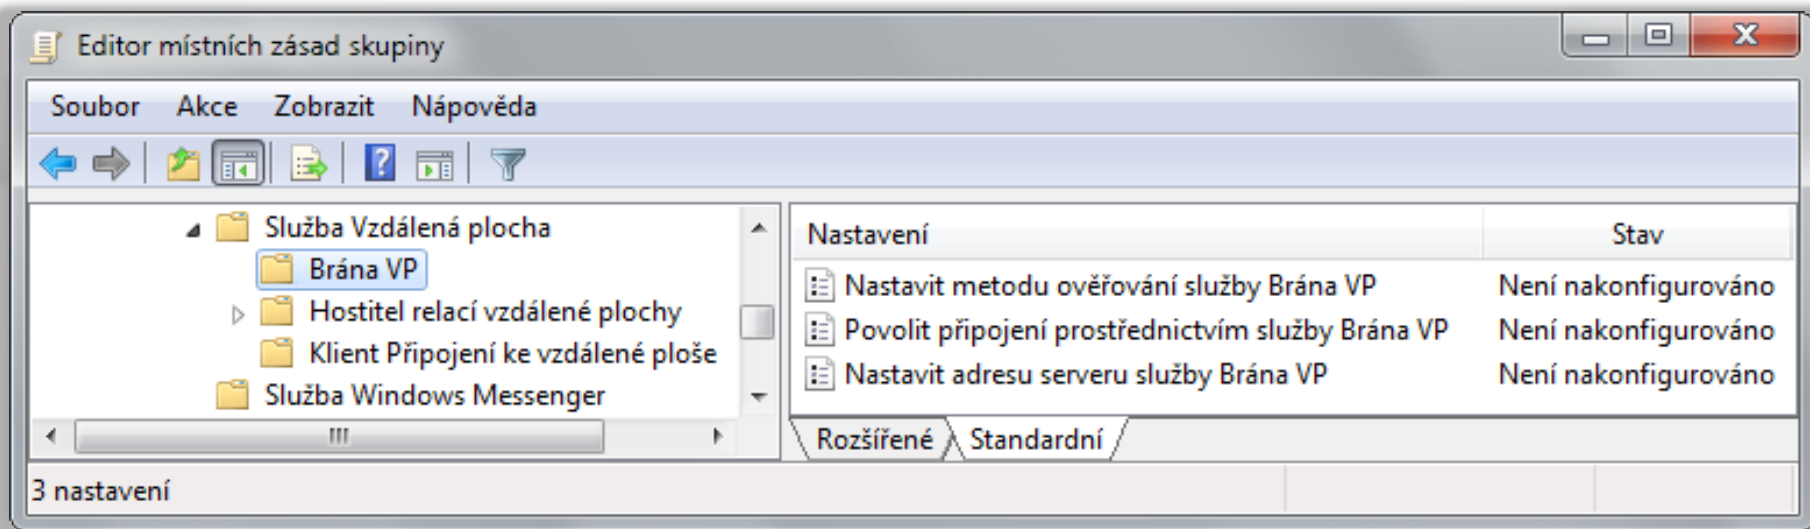 Editor místních zásad skupiny
Soubor Akce Zobrazit Nápověda
Služba Vzdálená plocha
Brána VP
Hostitel relací vzdálené plochy
Klient Připojení ke vzdálené ploše
Služba Windows Messenger
Nastavení Stav
Nastavit metodu ověřování služby Brána VP Není nakonfigurováno
Povolit připojení prostřednictvím služby Brána VP Není nakonfigurováno
Nastavit adresu serveru služby Brána VP Není nakonfigurováno
Rozšířené Standardní
3 nastavení